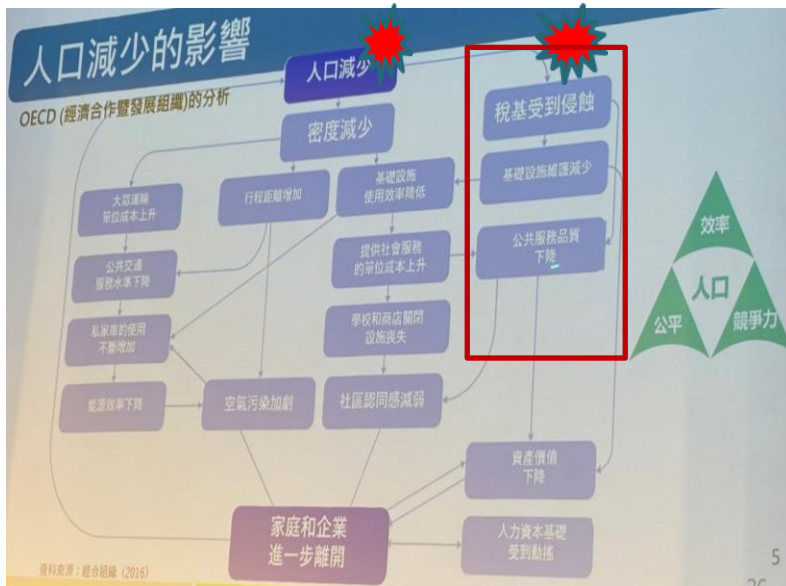 人口減少的影響
OECD (經濟合作暨發展組織)的分析
人口減少
密度減少
稅基受到侵蝕
大眾運輸
單位成本上升
行程距離增加
基礎設施
使用效率降低
基礎設施維護減少
公共交通
服務水準下降
提供社會服務
的單位成本上升
公共服務品質
下降
私家車的使用
不斷增加
學校和商店關閉
設施喪失
能源效率下降
空氣污染加劇
社區認同感減弱
資產價值
下降
家庭和企業
進一步離開
人力資本基礎
受到動搖
效率
人口
公平
競爭力
資料來源：經合組織（2016）
5
26